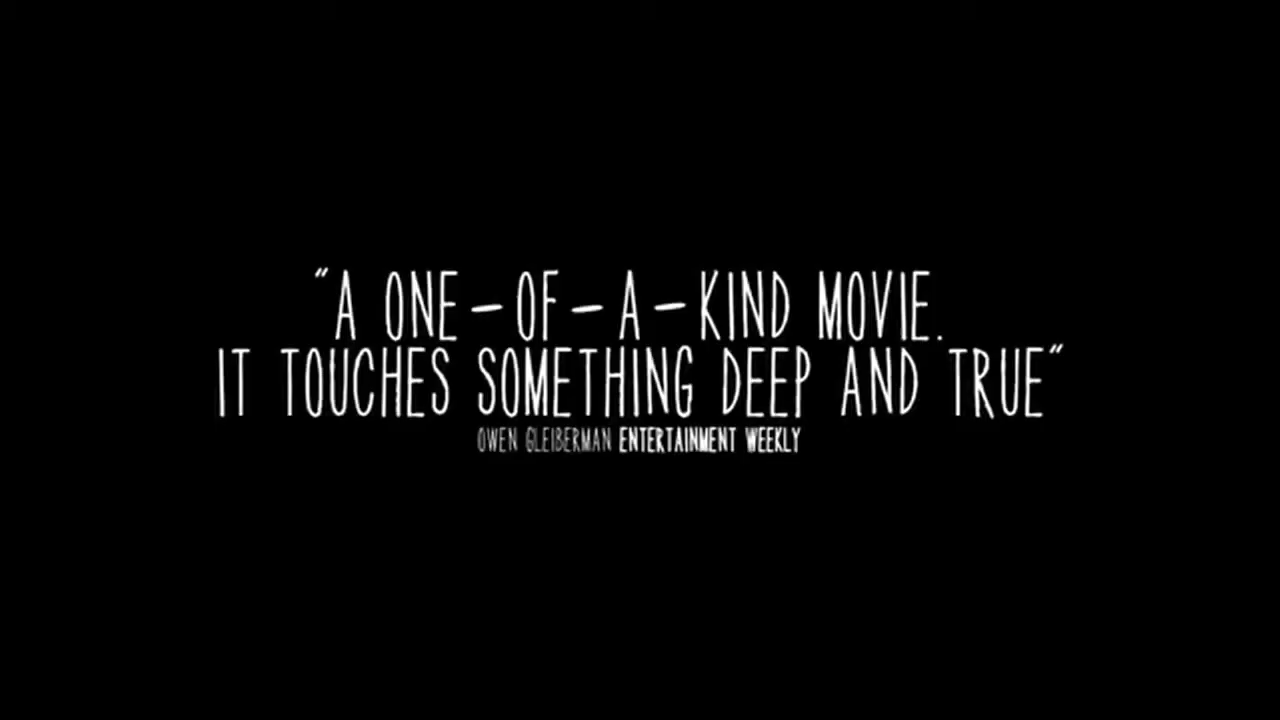 "A ONE-OF-A-KIND MOVIE.
IT TOUCHES SOMETHING DEEP AND TRUE"
OWEN GLEIBERMAN ENTERTAINMENT WEEKLY